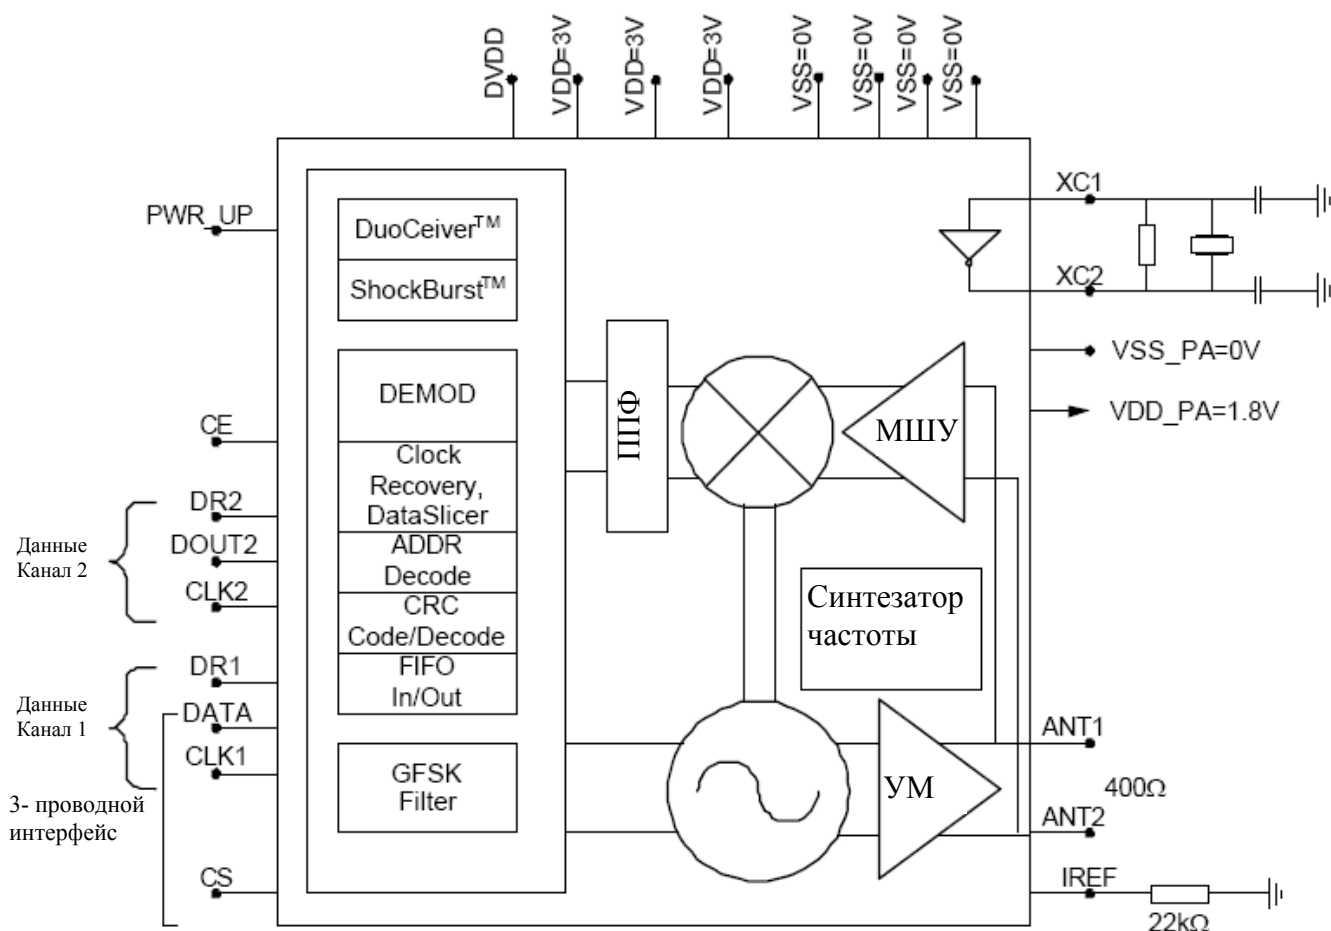 DVDD
VDD=3V
VDD=3V
VDD=3V
VSS=0V
VSS=0V
VSS=0V
VSS=0V
PWR_UP
DuoCeiver™
ShockBurst™
XC1
XC2
VSS_PA=0V
VDD_PA=1.8V
DEMOD
Clock
Recovery,
DataSlicer
ADDR
Decode
CRC
Code/Decode
FIFO
In/Out
GFSK
Filter
ППФ
МШУ
Синтезатор
частоты
УМ
CE
DR2
DOUT2
CLK2
Данные
Канал 2
DR1
DATA
CLK1
Данные
Канал 1
3- проводной
интерфейс
CS
ANT1
400Ω
ANT2
IREF
22kΩ